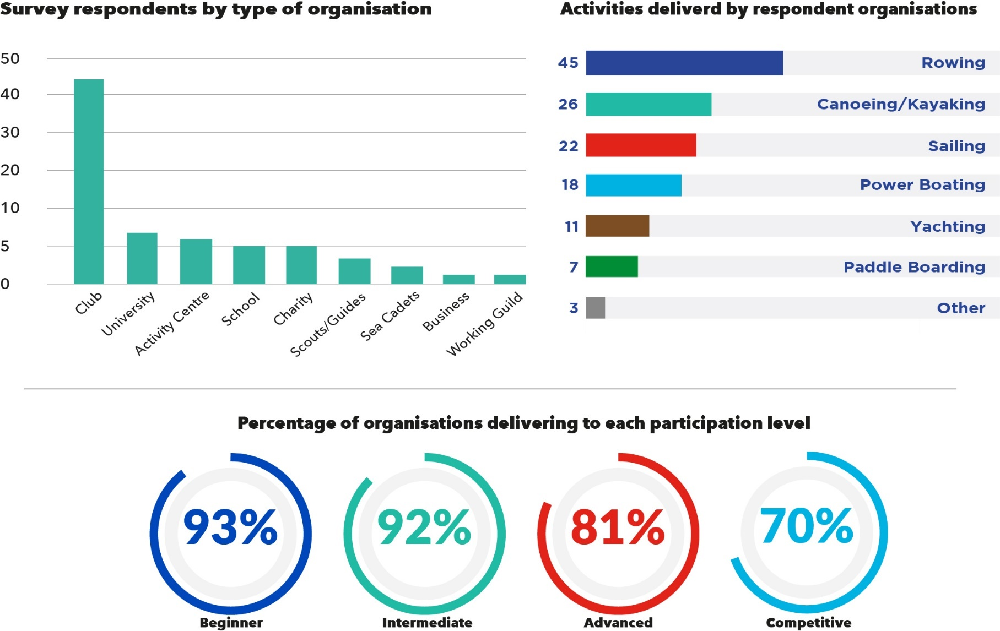 Survey respondents by type of organisation
50
40
30
20
10
5
0
Club
University
Activity Centre
School
Charity
Scouts/Guides
Sea Cadets
Business
Working Guild
Activities deliverd by respondent organisations
45 Rowing
26 Canoeing/Kayaking
22 Sailing
18 Power Boating
11 Yachting
7 Paddle Boarding
3 Other
Percentage of organisations delivering to each participation level
93% 92% 81% 70%
Beginner Intermediate Advanced Competitive